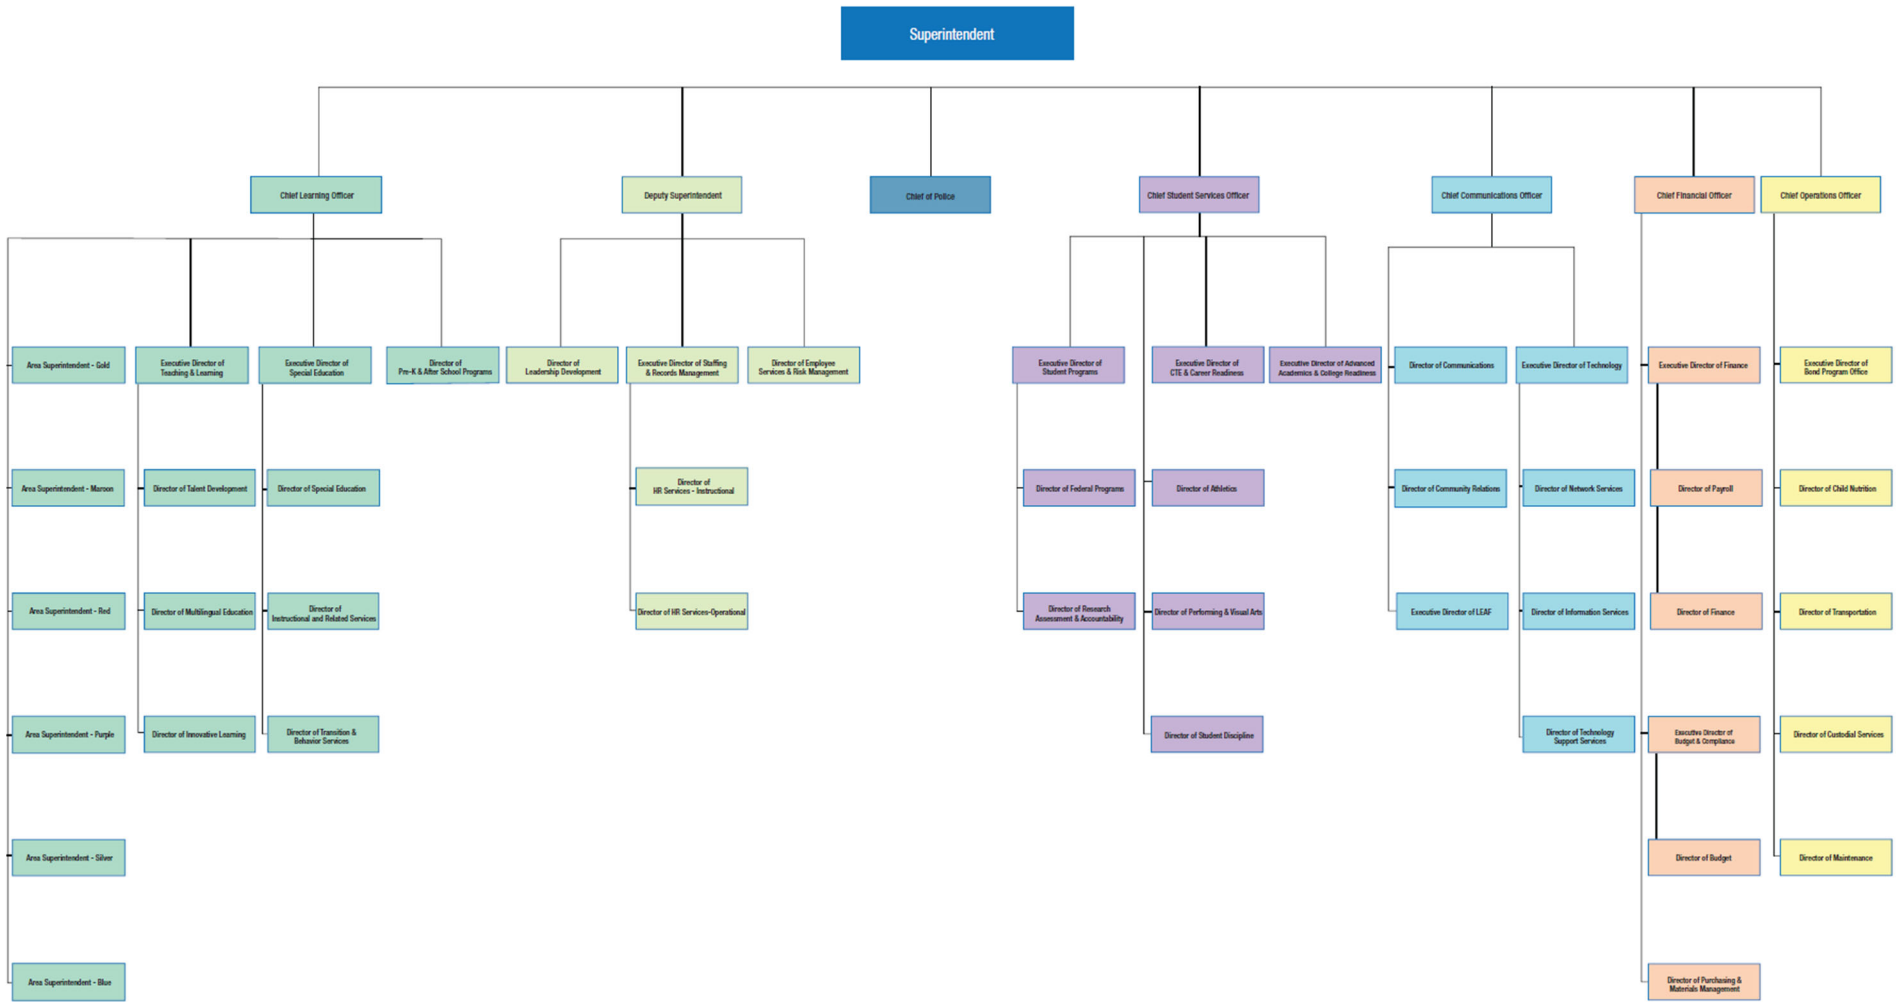 Superintendent
Chief Learning Officer
Deputy Superintendent
Chief of Police
Chief Student Services Officer
Chief Communications Officer
Chief Financial Officer
Chief Operations Officer
Area Superintendent - Gold
Executive Director of
Teaching & Learning
Executive Director of
Special Education
Director of
Pre-K & After School Programs
Director of
Leadership Development
Executive Director of Staffing
& Records Management
Director of Employee
Services & Risk Management
Executive Director of
Student Programs
Executive Director of
CTE & Career Readiness
Executive Director of Advanced
Academics & College Readiness
Director of Communications
Executive Director of Technology
Executive Director of Finance
Executive Director of
Bond Program Office
Area Superintendent - Maroon
Director of Talent Development
Director of Special Education
Director of
HR Services - Instructional
Director of Federal Programs
Director of Athletics
Director of Community Relations
Director of Network Services
Director of Payroll
Director of Child Nutrition
Area Superintendent - Red
Director of Multilingual Education
Director of
Instructional and Related Services
Director of HR Services-Operational
Director of Research
Assessment & Accountability
Director of Performing & Visual Arts
Executive Director of LEAF
Director of Information Services
Director of Finance
Director of Transportation
Area Superintendent - Purple
Director of Innovative Learning
Director of Transition &
Behavior Services
Director of Student Discipline
Director of Technology
Support Services
Executive Director of
Budget & Compliance
Director of Custodial Services
Area Superintendent - Silver
Director of Budget
Director of Maintenance
Area Superintendent - Blue
Director of Purchasing &
Materials Management